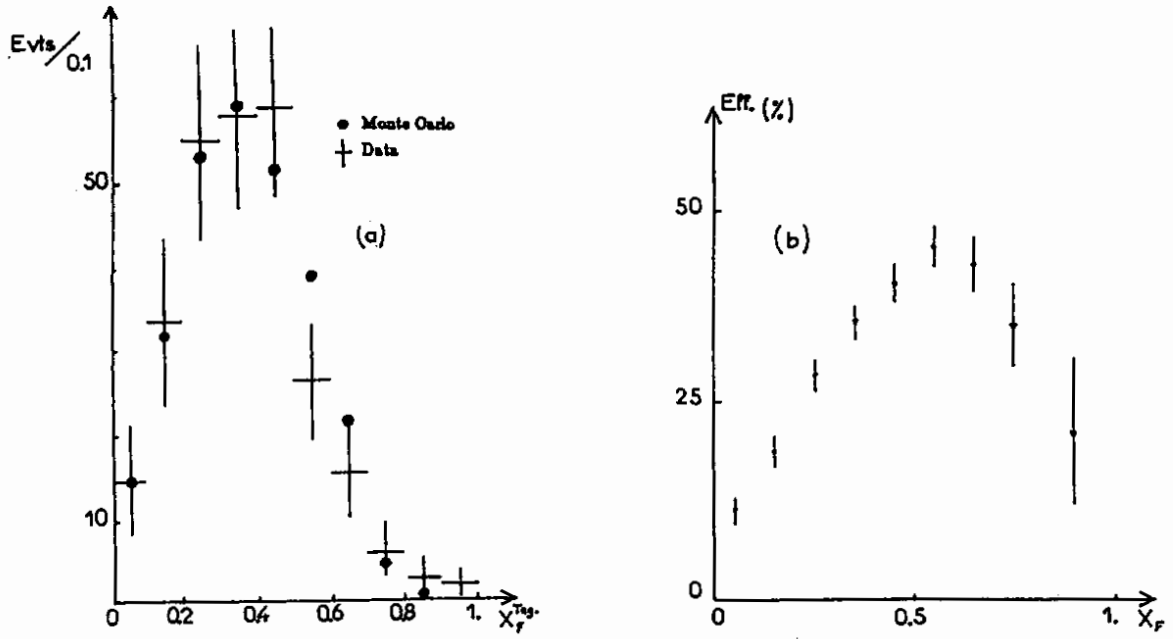 Evts/0.1
Monte Carlo
Data
(a)
50
10
0 0.2 0.4 0.6 0.8 1. X_F^Tag.
Eff. (%)
(b)
50
25
0
0 0.5 1. X_F